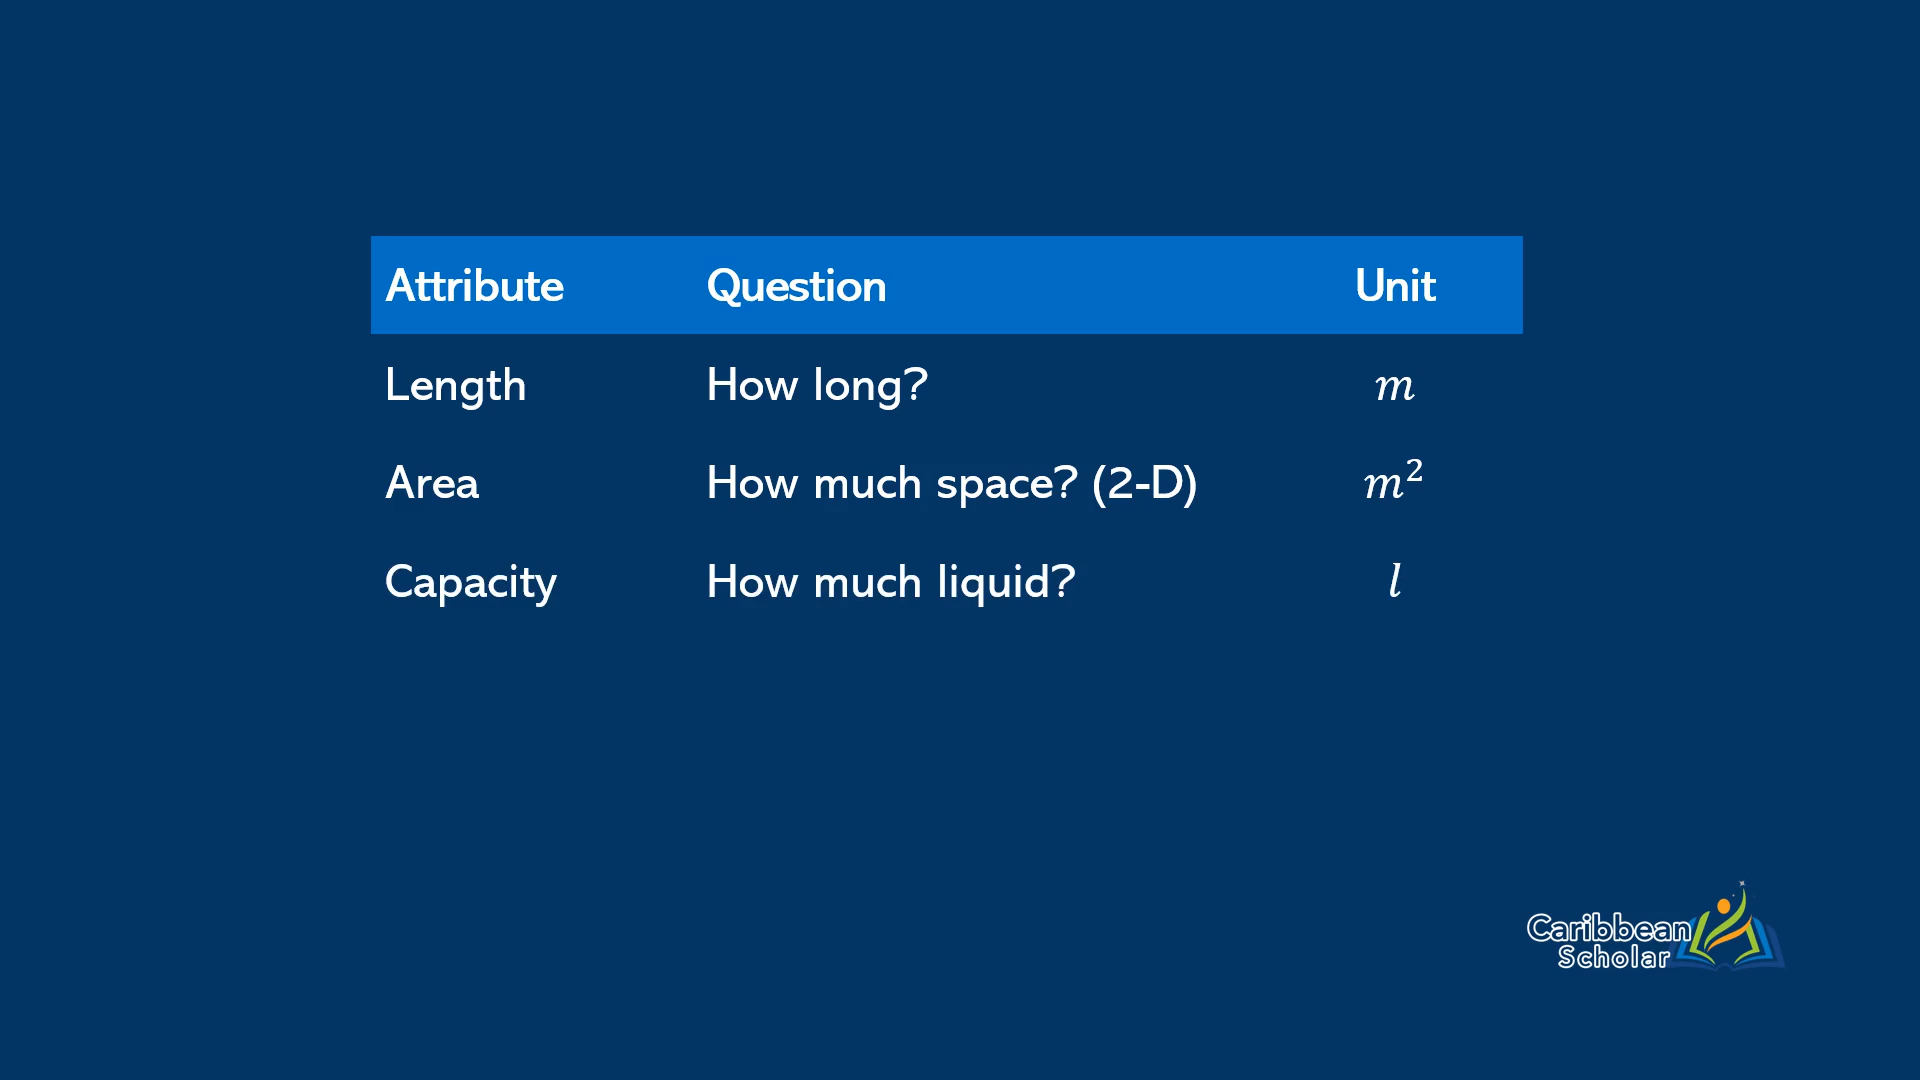 Attribute Question Unit
Length How long? m
Area How much space? (2-D) m²
Capacity How much liquid? l
Caribbean
Scholar